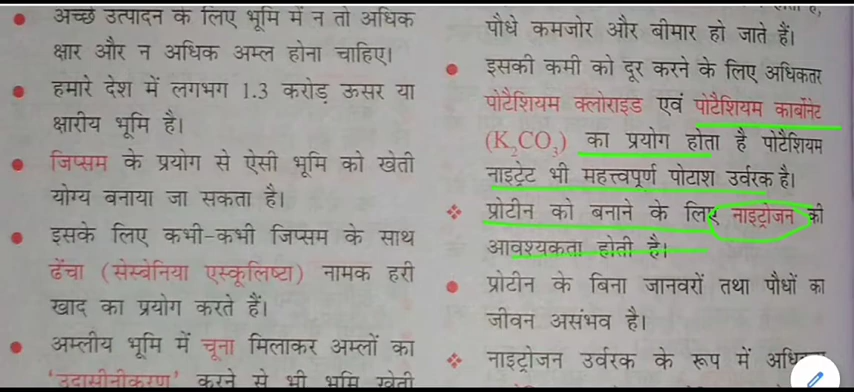 अच्छे उत्पादन के लिए भूमि में न तो अधिक
क्षार और न अधिक अम्ल होना चाहिए।
हमारे देश में लगभग 1.3 करोड़ ऊसर या
क्षारीय भूमि है।
जिप्सम के प्रयोग से ऐसी भूमि को खेती
योग्य बनाया जा सकता है।
इसके लिए कभी-कभी जिप्सम के साथ
ढेंचा (सेस्बेनिया एस्कूलिष्टा) नामक हरी
खाद का प्रयोग करते हैं।
अम्लीय भूमि में चूना मिलाकर अम्लों का
'उदासीनीकरण' करने से भी भूमि खेती
पौधे कमजोर और बीमार हो जाते हैं।
इसकी कमी को दूर करने के लिए अधिकतर
पोटैशियम क्लोराइड एवं पोटैशियम कार्बोनेट
(K₂CO₃) का प्रयोग होता है पोटैशियम
नाइट्रेट भी महत्त्वपूर्ण पोटाश उर्वरक है।
प्रोटीन को बनाने के लिए नाइट्रोजन की
आवश्यकता होती है।
प्रोटीन के बिना जानवरों तथा पौधों का
जीवन असंभव है।
नाइट्रोजन उर्वरक के रूप में